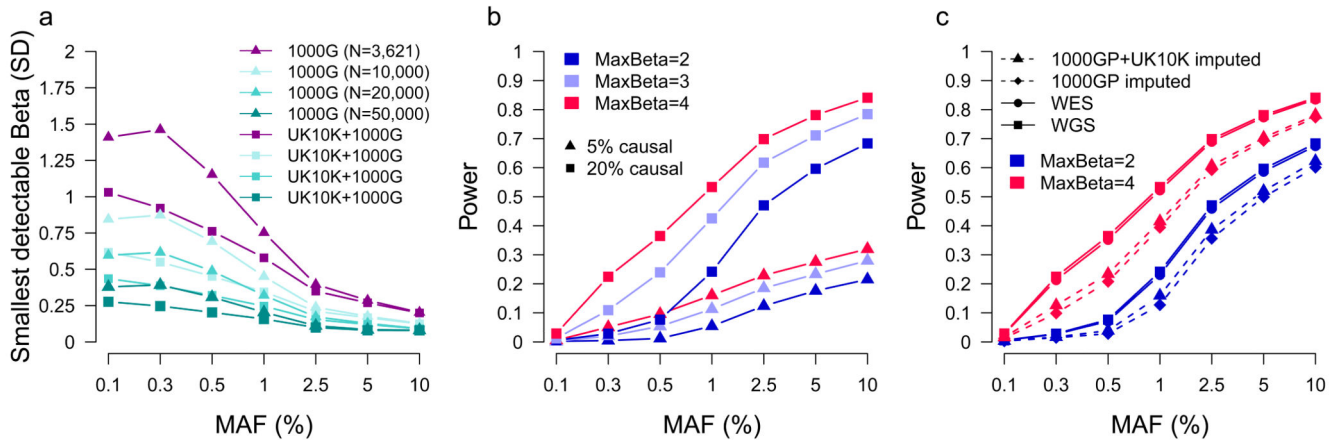 a
Smallest detectable Beta (SD)
2
1.75
1.5
1.25
1
0.75
0.5
0.25
0
1000G (N=3,621)
1000G (N=10,000)
1000G (N=20,000)
1000G (N=50,000)
UK10K+1000G
UK10K+1000G
UK10K+1000G
UK10K+1000G
0.1 0.3 0.5 1 2.5 5 10
MAF (%)
b
Power
1
0.9
0.8
0.7
0.6
0.5
0.4
0.3
0.2
0.1
0
MaxBeta=2
MaxBeta=3
MaxBeta=4
5% causal
20% causal
0.1 0.3 0.5 1 2.5 5 10
MAF (%)
c
Power
1
0.9
0.8
0.7
0.6
0.5
0.4
0.3
0.2
0.1
0
1000GP+UK10K imputed
1000GP imputed
WES
WGS
MaxBeta=2
MaxBeta=4
0.1 0.3 0.5 1 2.5 5 10
MAF (%)